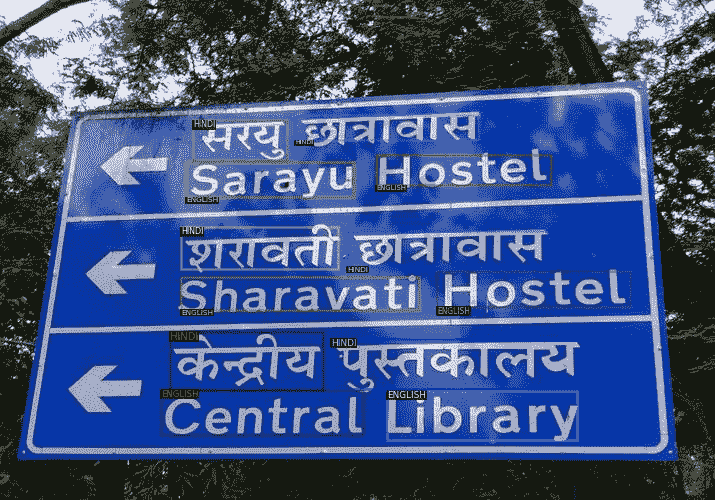 सरयु छात्रावास
Sarayu Hostel
शरावती छात्रावास
Sharavati Hostel
केन्द्रीय पुस्तकालय
Central Library